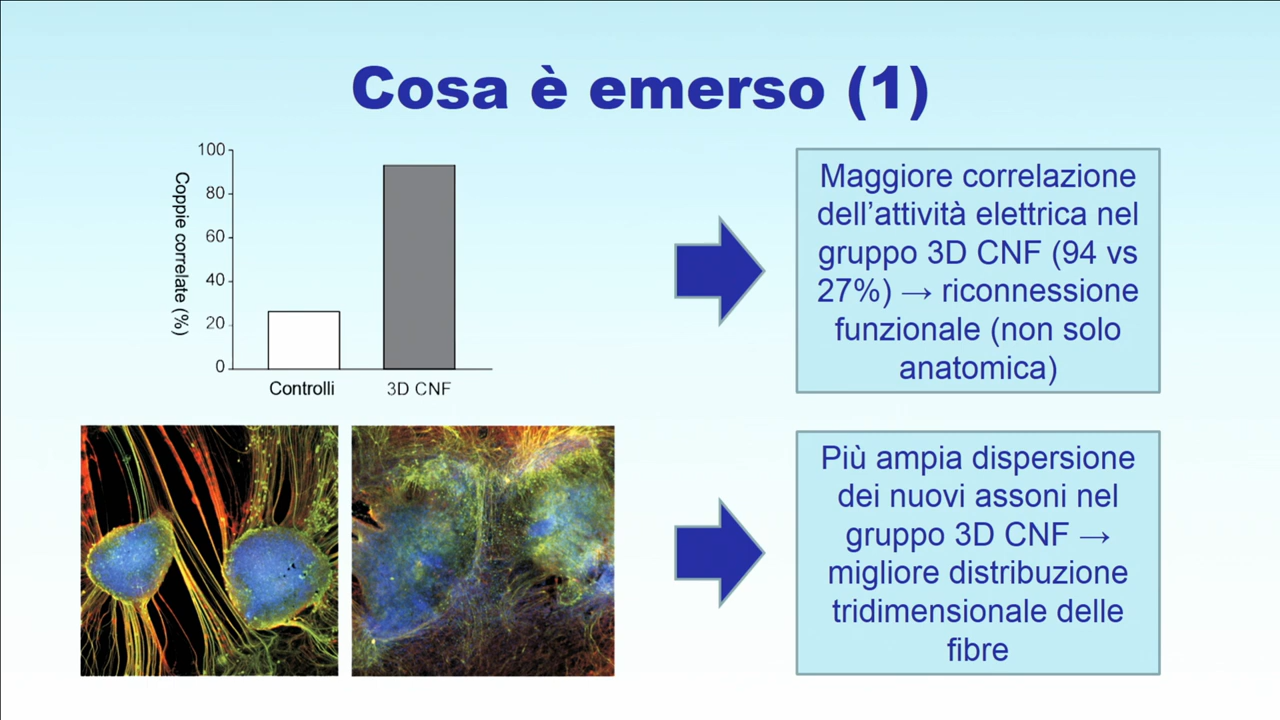 Cosa è emerso (1)
100
80
60
40
20
0
Coppie correlate (%)
Controlli
3D CNF
Maggiore correlazione
dell’attività elettrica nel
gruppo 3D CNF (94 vs
27%) → riconnessione
funzionale (non solo
anatomica)
Più ampia dispersione
dei nuovi assoni nel
gruppo 3D CNF →
migliore distribuzione
tridimensionale delle
fibre